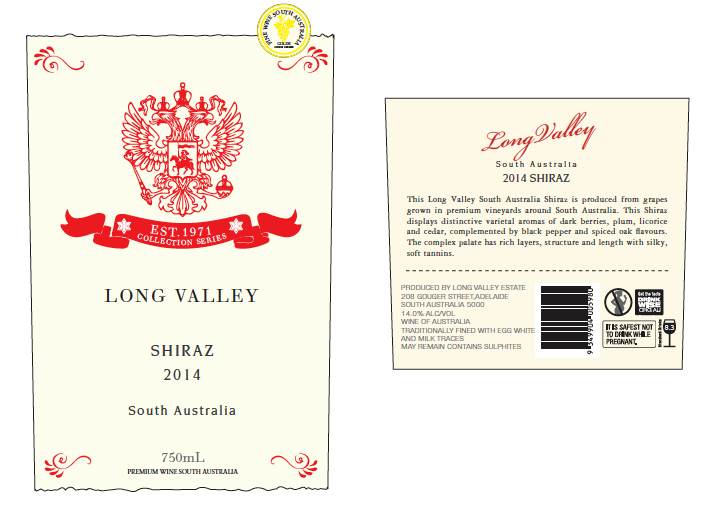 FINE WINE SOUTH AUSTRALIA
EST.1971
COLLECTION SERIES
LONG VALLEY
SHIRAZ
2014
South Australia
750mL
PREMIUM WINE SOUTH AUSTRALIA
Long Valley
South Australia
2014 SHIRAZ
This Long Valley South Australia Shiraz is produced from grapes
grown in premium vineyards around South Australia. This Shiraz
displays distinctive varietal aromas of dark berries, plum, licorice
and cedar, complemented by black pepper and spiced oak flavours.
The complex palate has rich layers, structure and length with silky,
soft tannins.
PRODUCED BY LONG VALLEY ESTATE
208 GOUGER STREET,ADELAIDE
SOUTH AUSTRALIA 5000
14.0% ALC/VOL
WINE OF AUSTRALIA
TRADITIONALLY FINED WITH EGG WHITE
AND MILK TRACES
MAY REMAIN CONTAINS SULPHITES
Get the facts
DRINK
WISE
IT IS SAFEST NOT
TO DRINK WHILE
PREGNANT.
8.3